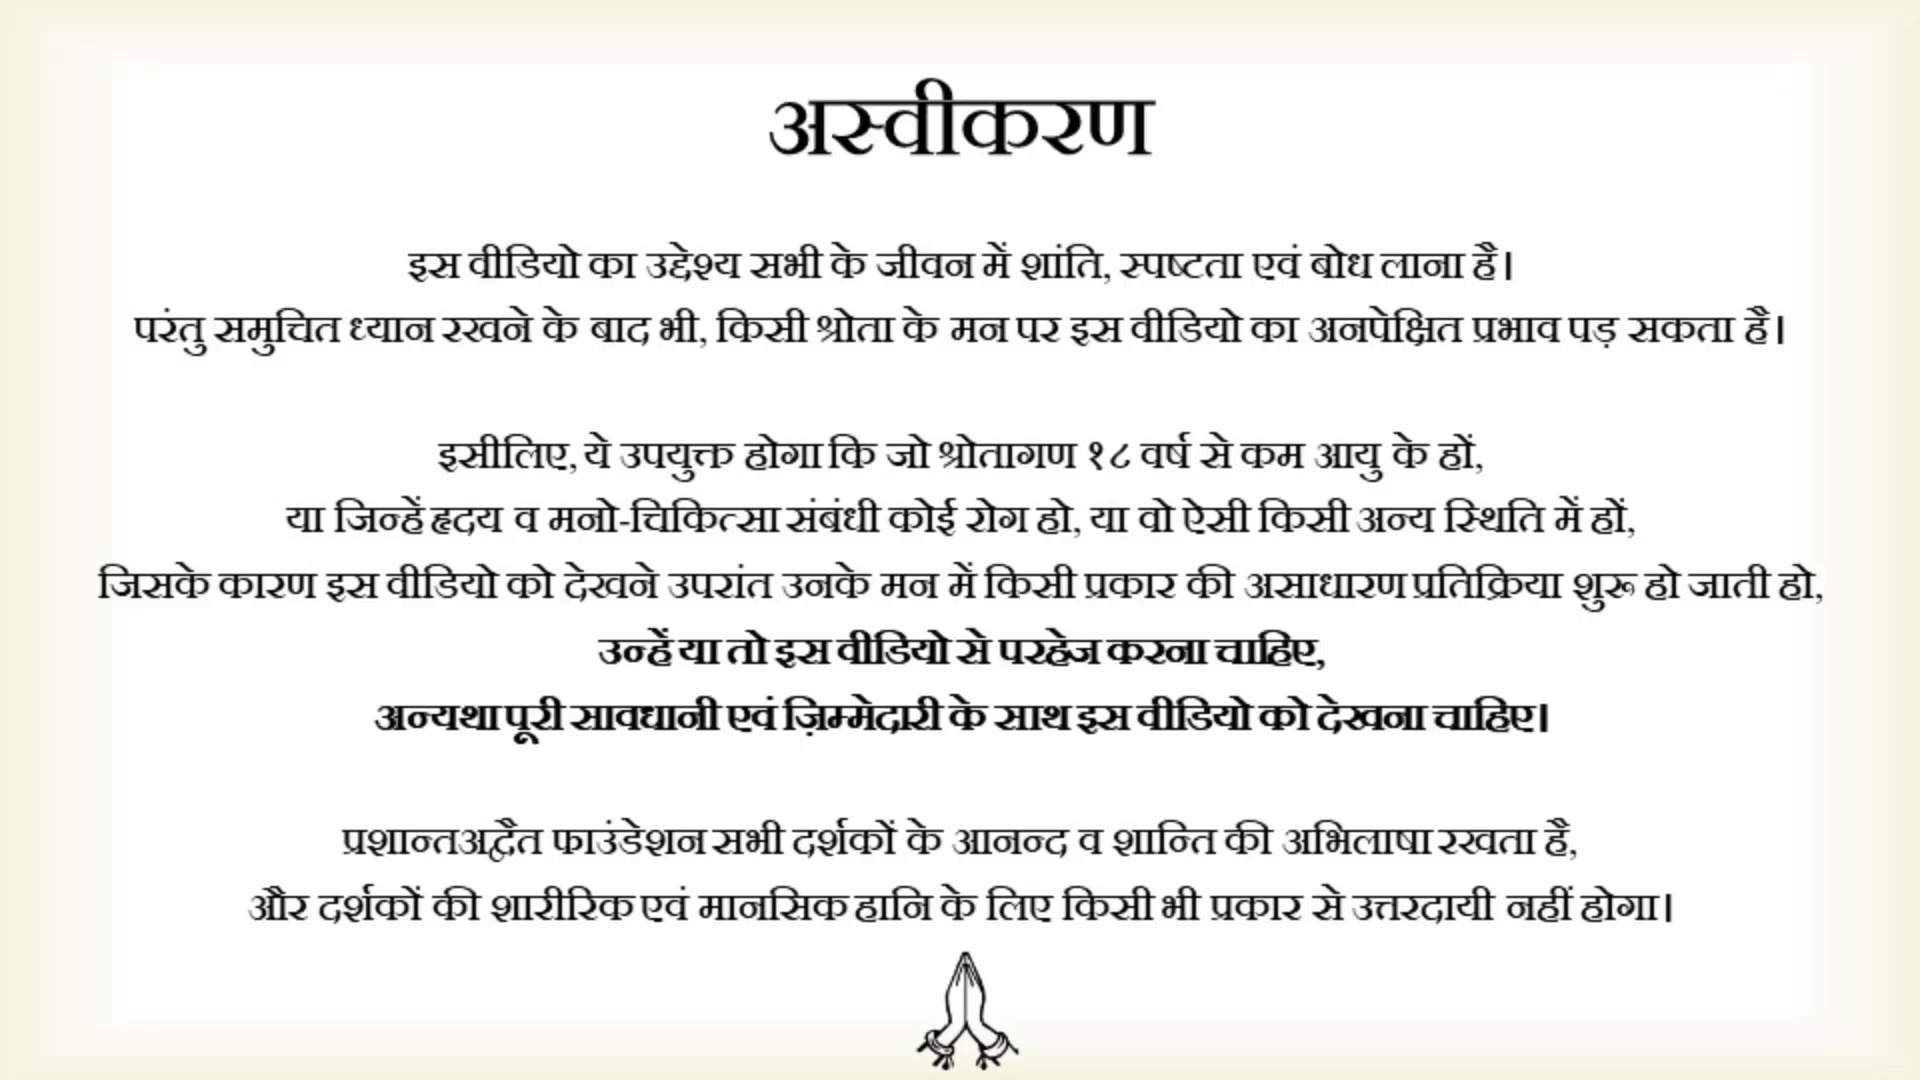 अस्वीकरण
इस वीडियो का उद्देश्य सभी के जीवन में शांति, स्पष्टता एवं बोध लाना है।
परंतु समुचित ध्यान रखने के बाद भी, किसी श्रोता के मन पर इस वीडियो का अनपेक्षित प्रभाव पड़ सकता है।
इसीलिए, ये उपयुक्त होगा कि जो श्रोतागण १८ वर्ष से कम आयु के हों,
या जिन्हें हृदय व मनो-चिकित्सा संबंधी कोई रोग हो, या वो ऐसी किसी अन्य स्थिति में हों,
जिसके कारण इस वीडियो को देखने उपरांत उनके मन में किसी प्रकार की असाधारण प्रतिक्रिया शुरू हो जाती हो,
उन्हें या तो इस वीडियो से परहेज करना चाहिए,
अन्यथा पूरी सावधानी एवं ज़िम्मेदारी के साथ इस वीडियो को देखना चाहिए।
प्रशान्तअद्वैत फाउंडेशन सभी दर्शकों के आनन्द व शान्ति की अभिलाषा रखता है,
और दर्शकों की शारीरिक एवं मानसिक हानि के लिए किसी भी प्रकार से उत्तरदायी नहीं होगा।